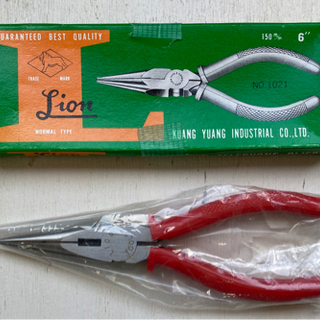 GUARANTEED BEST QUALITY
150 m/m 6"
TRADE MARK
NO. 1021
Lion
NORMAL TYPE
KUANG YUANG INDUSTRIAL CO.,LTD.